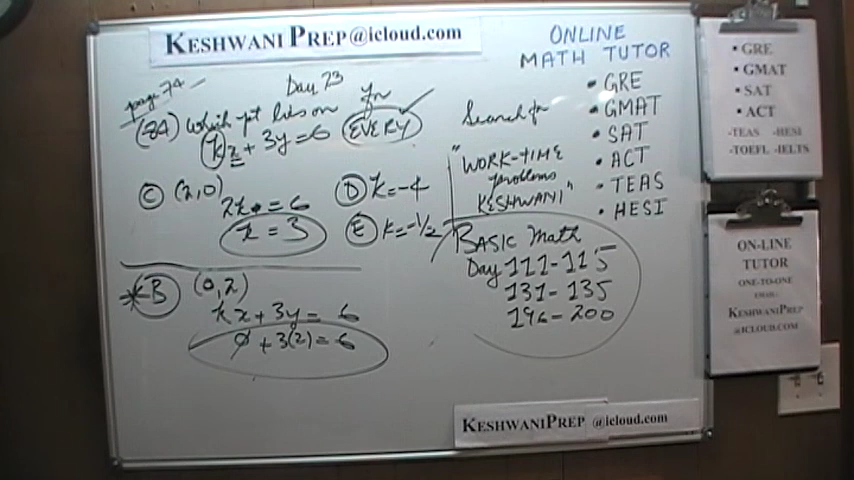 KESHWANI PREP@icloud.com
page 74
Day 23
(84) Which pt lies on
kx + 3y = 6 EVERY
C (2,0)
2k = 6
k = 3
D k = -4
E k = -1/2
*B (0,2)
kx + 3y = 6
0 + 3(2) = 6
ONLINE
MATH TUTOR
• GRE
• GMAT
• SAT
• ACT
• TEAS
• HESI
Search for
"WORK-TIME
problems
KESHWANI"
BASIC Math
Day 111-115
131-135
196-200
KESHWANIPREP @icloud.com
• GRE
• GMAT
• SAT
• ACT
-TEAS -HESI
-TOEFL -IELTS
ON-LINE
TUTOR
ONE-TO-ONE
EMAIL:
KESHWANIPREP
@ICLOUD.COM